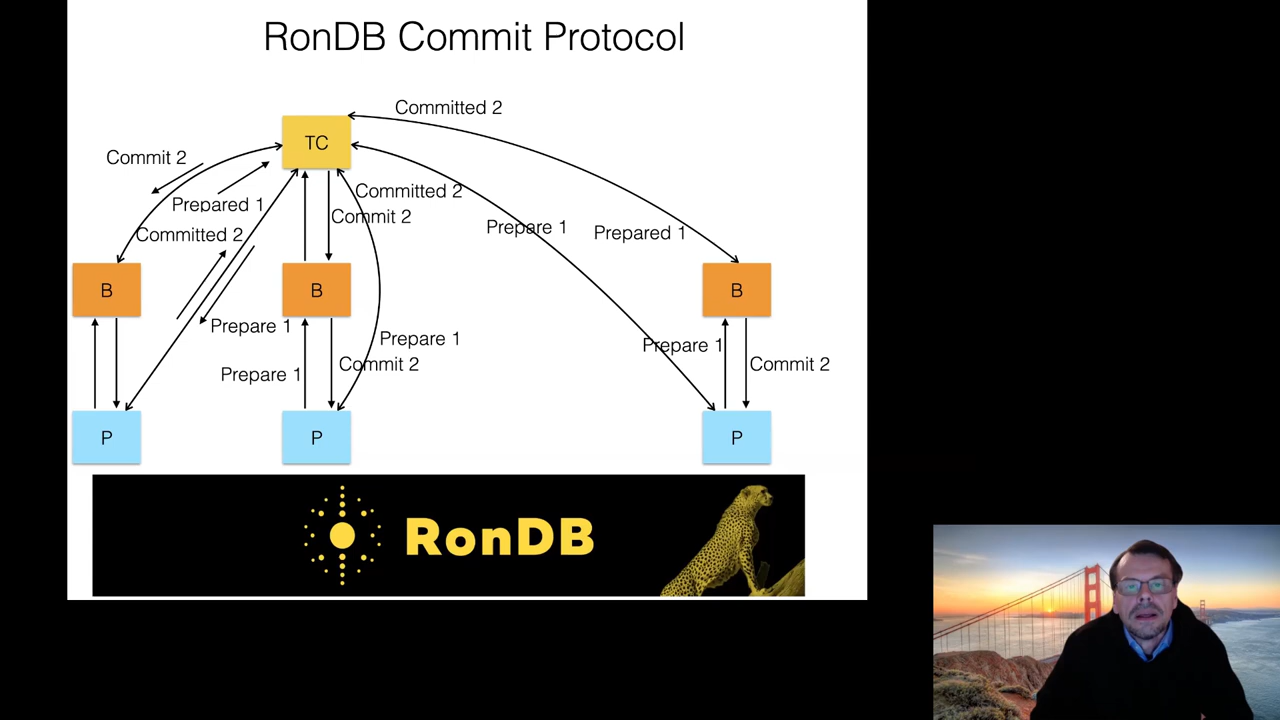 RonDB Commit Protocol
Committed 2
TC
Commit 2
Committed 2
Prepared 1
Commit 2
Prepare 1
Prepared 1
Committed 2
B
B
B
Prepare 1
Prepare 1
Prepare 1
Commit 2
Commit 2
Prepare 1
P
P
P
RonDB